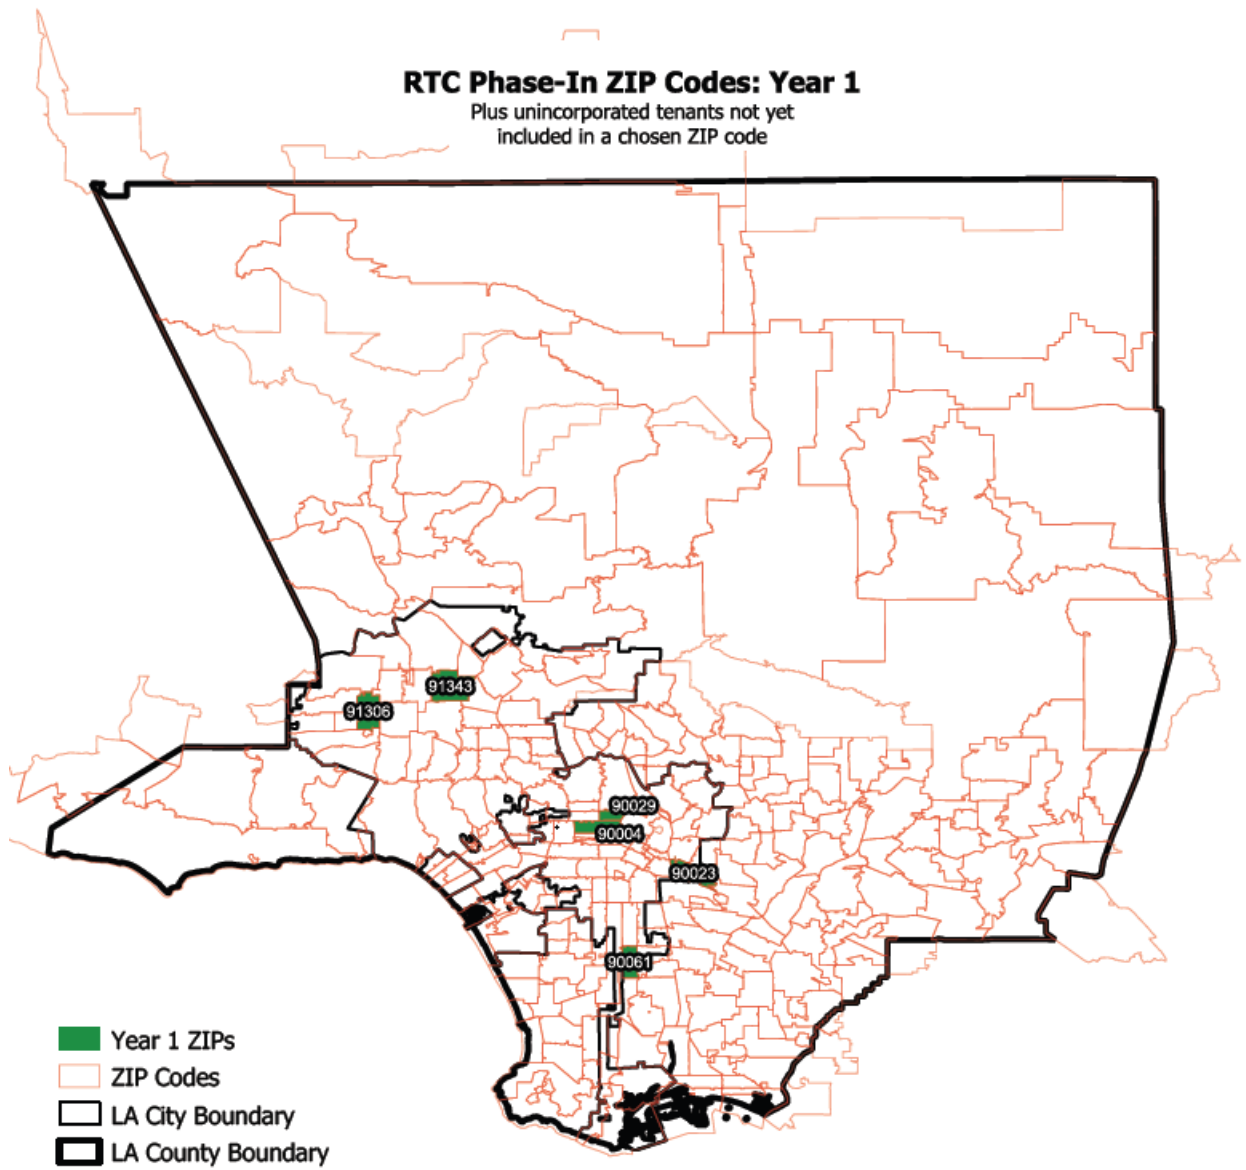 RTC Phase-In ZIP Codes: Year 1
Plus unincorporated tenants not yet
included in a chosen ZIP code
91343
91306
90029
90004
90023
90061
Year 1 ZIPs
ZIP Codes
LA City Boundary
LA County Boundary